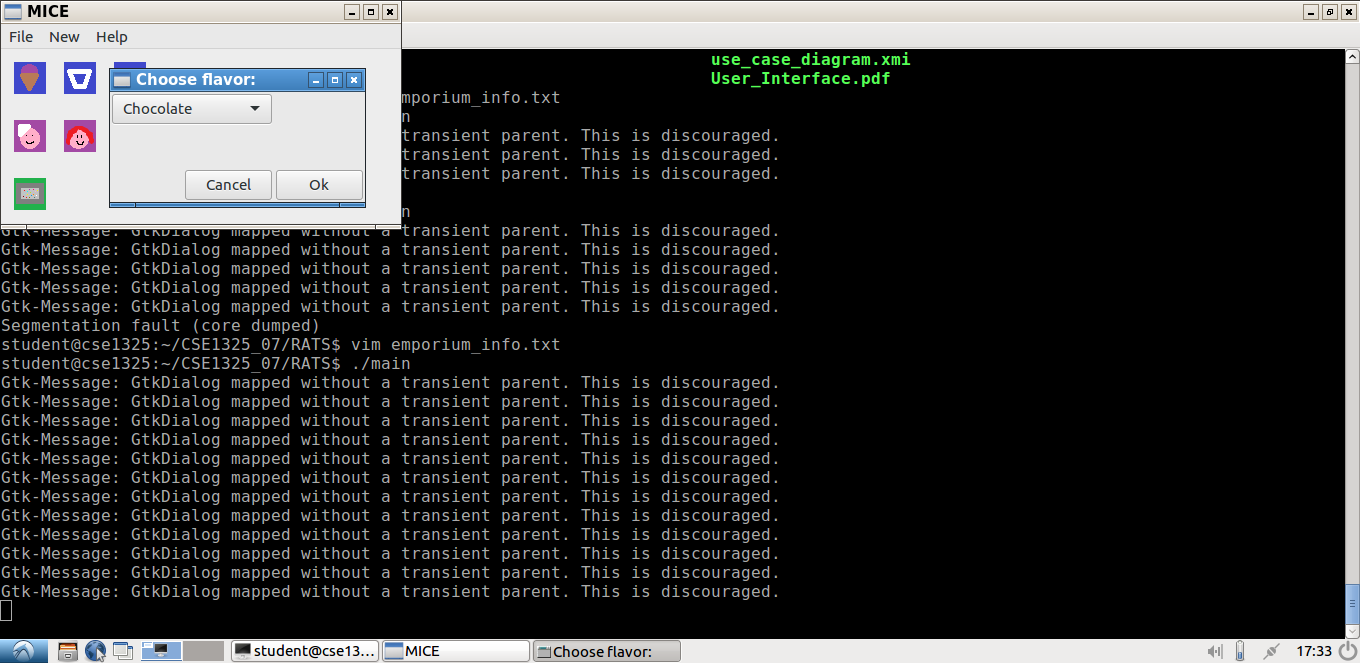 MICE
File New Help
Choose flavor:
Chocolate
Cancel Ok
use_case_diagram.xmi
User_Interface.pdf
mporium_info.txt
n
transient parent. This is discouraged.
transient parent. This is discouraged.
transient parent. This is discouraged.
n
Gtk-Message: GtkDialog mapped without a transient parent. This is discouraged.
Gtk-Message: GtkDialog mapped without a transient parent. This is discouraged.
Gtk-Message: GtkDialog mapped without a transient parent. This is discouraged.
Gtk-Message: GtkDialog mapped without a transient parent. This is discouraged.
Gtk-Message: GtkDialog mapped without a transient parent. This is discouraged.
Segmentation fault (core dumped)
student@cse1325:~/CSE1325_07/RATS$ vim emporium_info.txt
student@cse1325:~/CSE1325_07/RATS$ ./main
Gtk-Message: GtkDialog mapped without a transient parent. This is discouraged.
Gtk-Message: GtkDialog mapped without a transient parent. This is discouraged.
Gtk-Message: GtkDialog mapped without a transient parent. This is discouraged.
Gtk-Message: GtkDialog mapped without a transient parent. This is discouraged.
Gtk-Message: GtkDialog mapped without a transient parent. This is discouraged.
Gtk-Message: GtkDialog mapped without a transient parent. This is discouraged.
Gtk-Message: GtkDialog mapped without a transient parent. This is discouraged.
Gtk-Message: GtkDialog mapped without a transient parent. This is discouraged.
Gtk-Message: GtkDialog mapped without a transient parent. This is discouraged.
Gtk-Message: GtkDialog mapped without a transient parent. This is discouraged.
Gtk-Message: GtkDialog mapped without a transient parent. This is discouraged.
Gtk-Message: GtkDialog mapped without a transient parent. This is discouraged.
student@cse13... MICE Choose flavor: 17:33